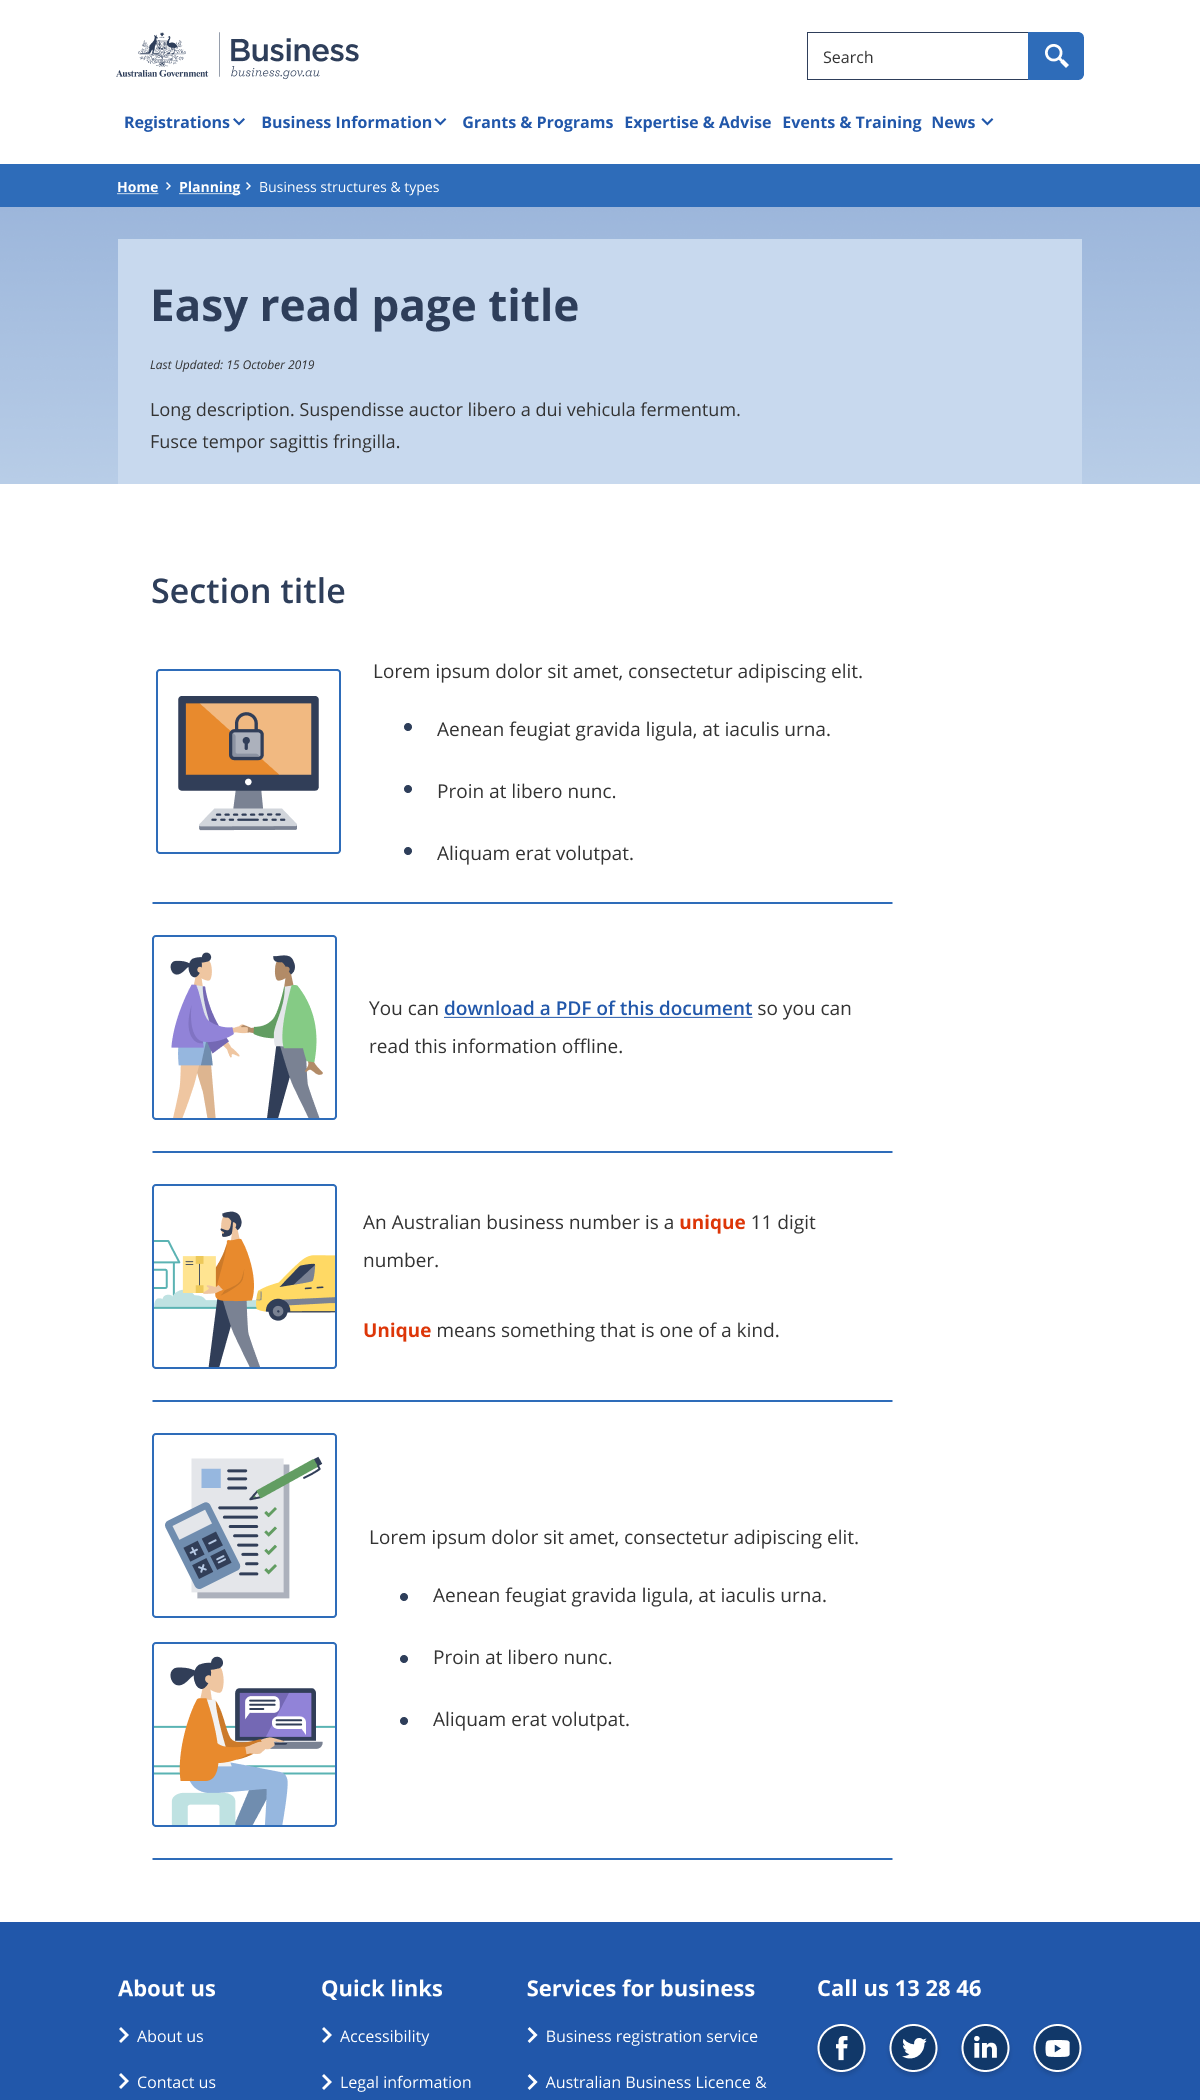 Australian Government
Business
business.gov.au
Search
Registrations Business Information Grants & Programs Expertise & Advise Events & Training News
Home Planning Business structures & types
Easy read page title
Last Updated: 15 October 2019
Long description. Suspendisse auctor libero a dui vehicula fermentum.
Fusce tempor sagittis fringilla.
Section title
Lorem ipsum dolor sit amet, consectetur adipiscing elit.
Aenean feugiat gravida ligula, at iaculis urna.
Proin at libero nunc.
Aliquam erat volutpat.
You can download a PDF of this document so you can
read this information offline.
An Australian business number is a unique 11 digit
number.
Unique means something that is one of a kind.
Lorem ipsum dolor sit amet, consectetur adipiscing elit.
Aenean feugiat gravida ligula, at iaculis urna.
Proin at libero nunc.
Aliquam erat volutpat.
About us
About us
Contact us
Quick links
Accessibility
Legal information
Services for business
Business registration service
Australian Business Licence &
Call us 13 28 46